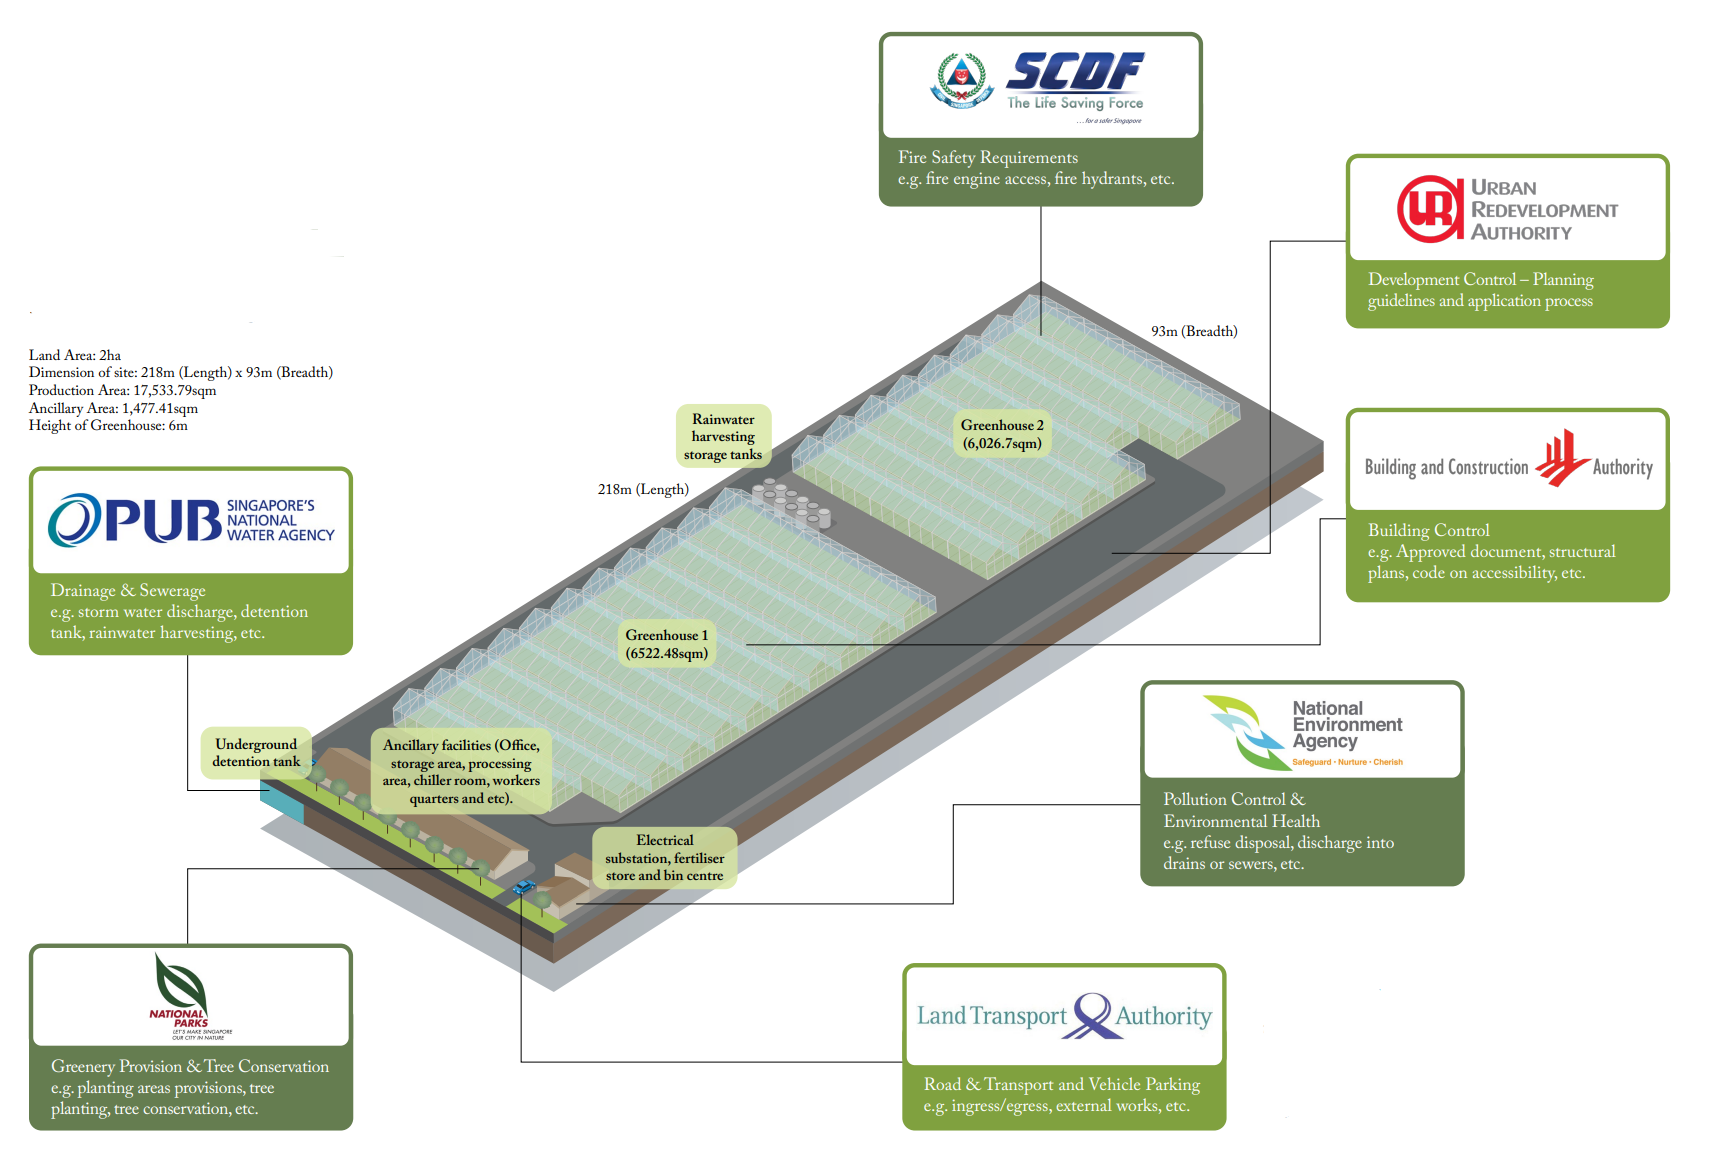 SCDF
The Life Saving Force
...for a safer Singapore
Fire Safety Requirements
e.g. fire engine access, fire hydrants, etc.
URBAN
REDEVELOPMENT
AUTHORITY
Development Control – Planning
guidelines and application process
93m (Breadth)
Land Area: 2ha
Dimension of site: 218m (Length) x 93m (Breadth)
Production Area: 17,533.79sqm
Ancillary Area: 1,477.41sqm
Height of Greenhouse: 6m
Rainwater
harvesting
storage tanks
Greenhouse 2
(6,026.7sqm)
218m (Length)
Building and Construction Authority
Building Control
e.g. Approved document, structural
plans, code on accessibility, etc.
PUB
SINGAPORE'S
NATIONAL
WATER AGENCY
Drainage & Sewerage
e.g. storm water discharge, detention
tank, rainwater harvesting, etc.
Greenhouse 1
(6522.48sqm)
National
Environment
Agency
Safeguard • Nurture • Cherish
Pollution Control &
Environmental Health
e.g. refuse disposal, discharge into
drains or sewers, etc.
Underground
detention tank
Ancillary facilities (Office,
storage area, processing
area, chiller room, workers
quarters and etc).
Electrical
substation, fertiliser
store and bin centre
NATIONAL
PARKS
LET'S MAKE SINGAPORE
OUR CITY IN NATURE
Greenery Provision & Tree Conservation
e.g. planting areas provisions, tree
planting, tree conservation, etc.
Land Transport Authority
Road & Transport and Vehicle Parking
e.g. ingress/egress, external works, etc.